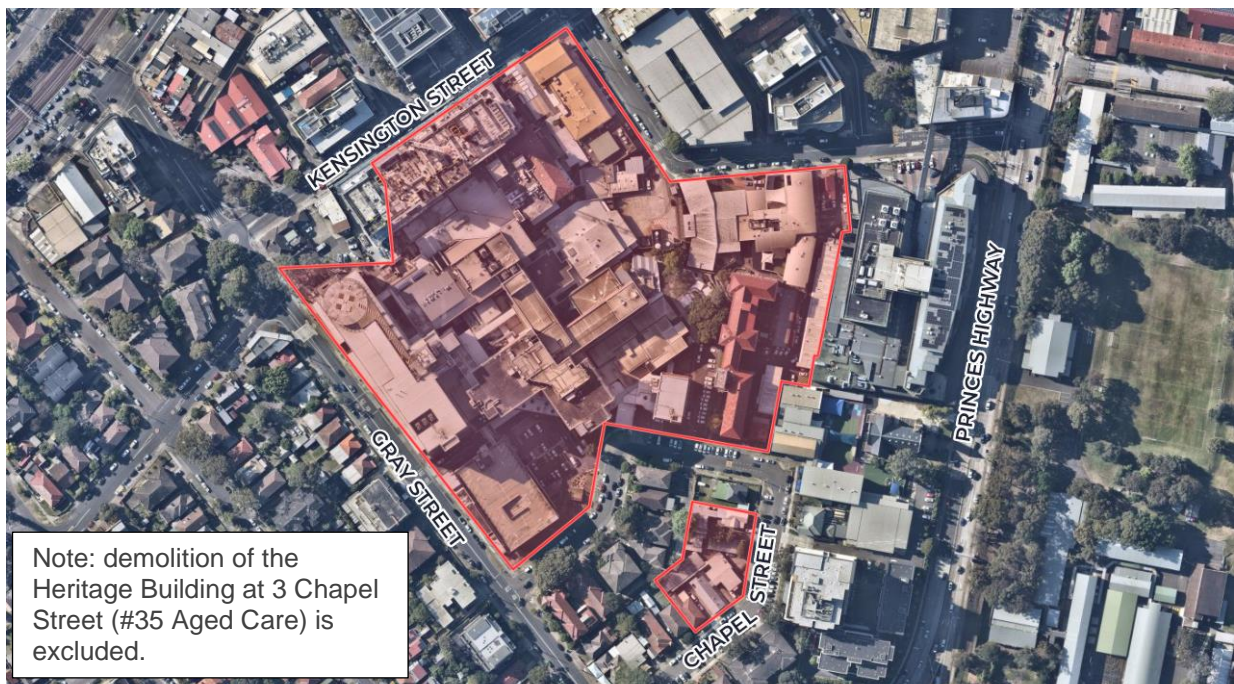 KENSINGTON STREET
PRINCES HIGHWAY
GRAY STREET
CHAPEL STREET
Note: demolition of the
Heritage Building at 3 Chapel
Street (#35 Aged Care) is
excluded.